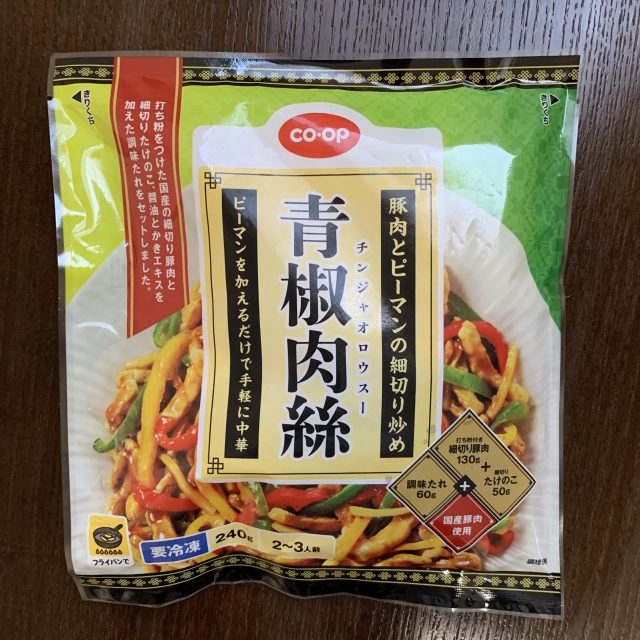 きりくち
きりくち
co·op
打ち粉をつけた国産の細切り豚肉と
細切りたけのこ、醤油とかきエキスを
加えた調味たれをセットしました。
豚肉とピーマンの細切り炒め
チンジャオロウスー
青椒肉絲
ピーマンを加えるだけで手軽に中華
打ち粉付き
細切り豚肉
130g
+
細切り
たけのこ
50g
調味たれ
60g
+
国産豚肉
使用
フライパンで
要冷凍
240g
2〜3人前